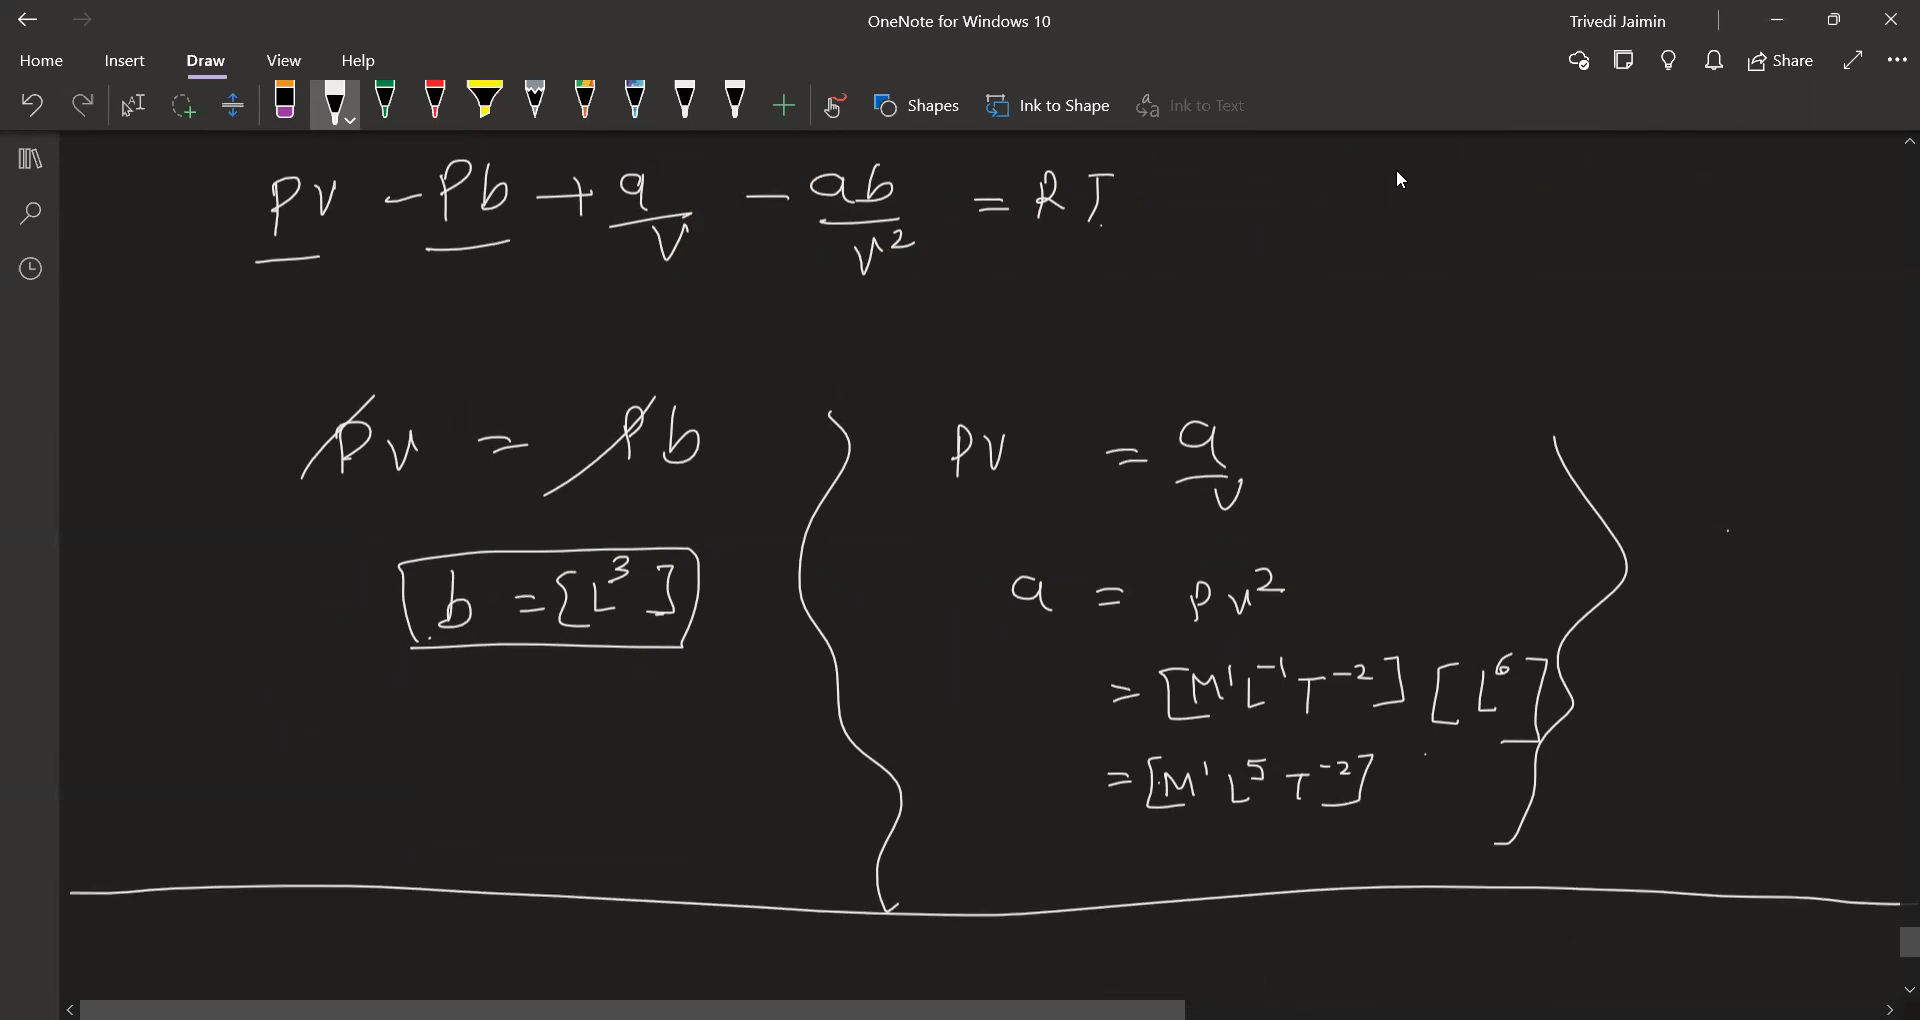 OneNote for Windows 10
Trivedi Jaimin
Home Insert Draw View Help
Share
Shapes Ink to Shape Ink to Text
PV - Pb + a/V - ab/V² = RT
PV = Pb
b = [L³]
PV = a/V
a = PV²
= [M¹L⁻¹T⁻²] [L⁶]
= [M¹L⁵T⁻²]